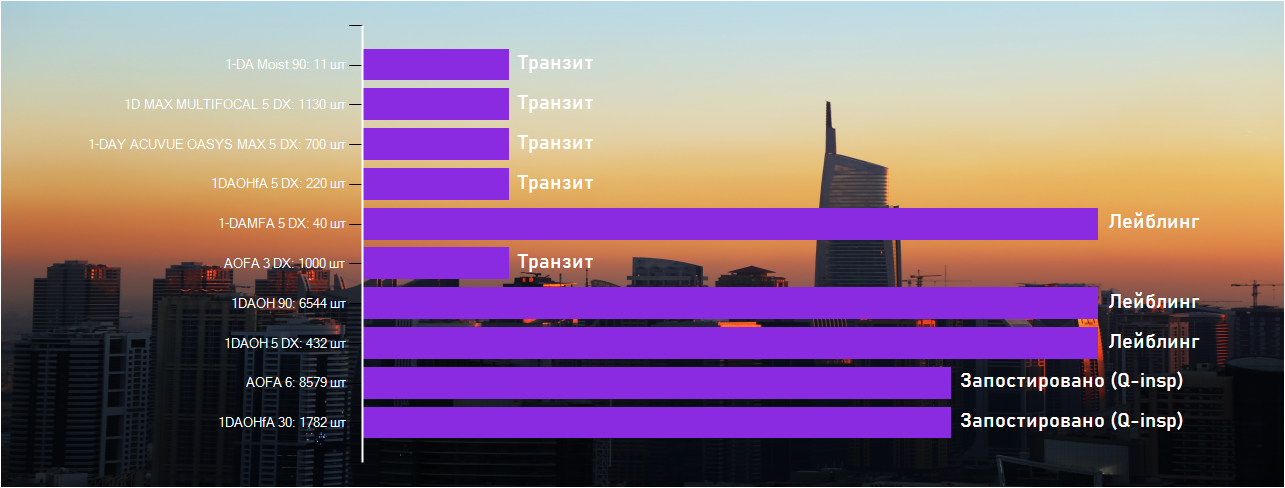 1-DA Moist 90: 11 шт Транзит
1D MAX MULTIFOCAL 5 DX: 1130 шт Транзит
1-DAY ACUVUE OASYS MAX 5 DX: 700 шт Транзит
1DAOHfA 5 DX: 220 шт Транзит
1-DAMFA 5 DX: 40 шт Лейблинг
AOFA 3 DX: 1000 шт Транзит
1DAOH 90: 6544 шт Лейблинг
1DAOH 5 DX: 432 шт Лейблинг
AOFA 6: 8579 шт Запостировано (Q-insp)
1DAOHfA 30: 1782 шт Запостировано (Q-insp)